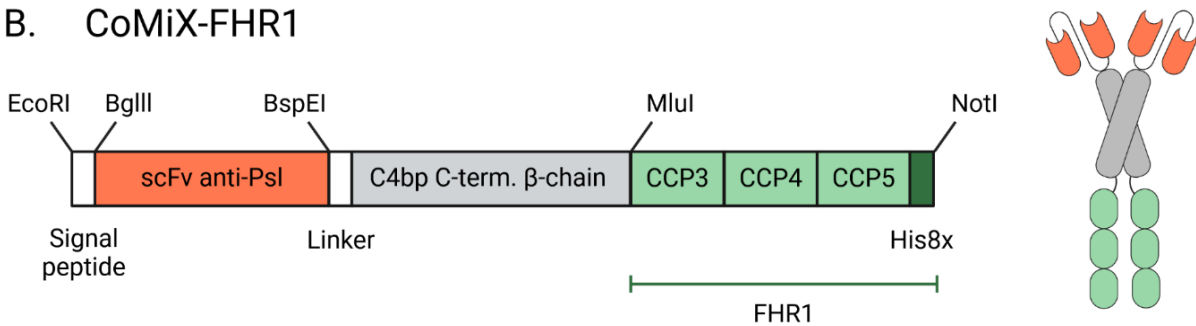 B. CoMiX-FHR1
EcoRI BglII BspEI MluI NotI
scFv anti-Psl C4bp C-term. β-chain CCP3 CCP4 CCP5
Signal
peptide
Linker
His8x
FHR1